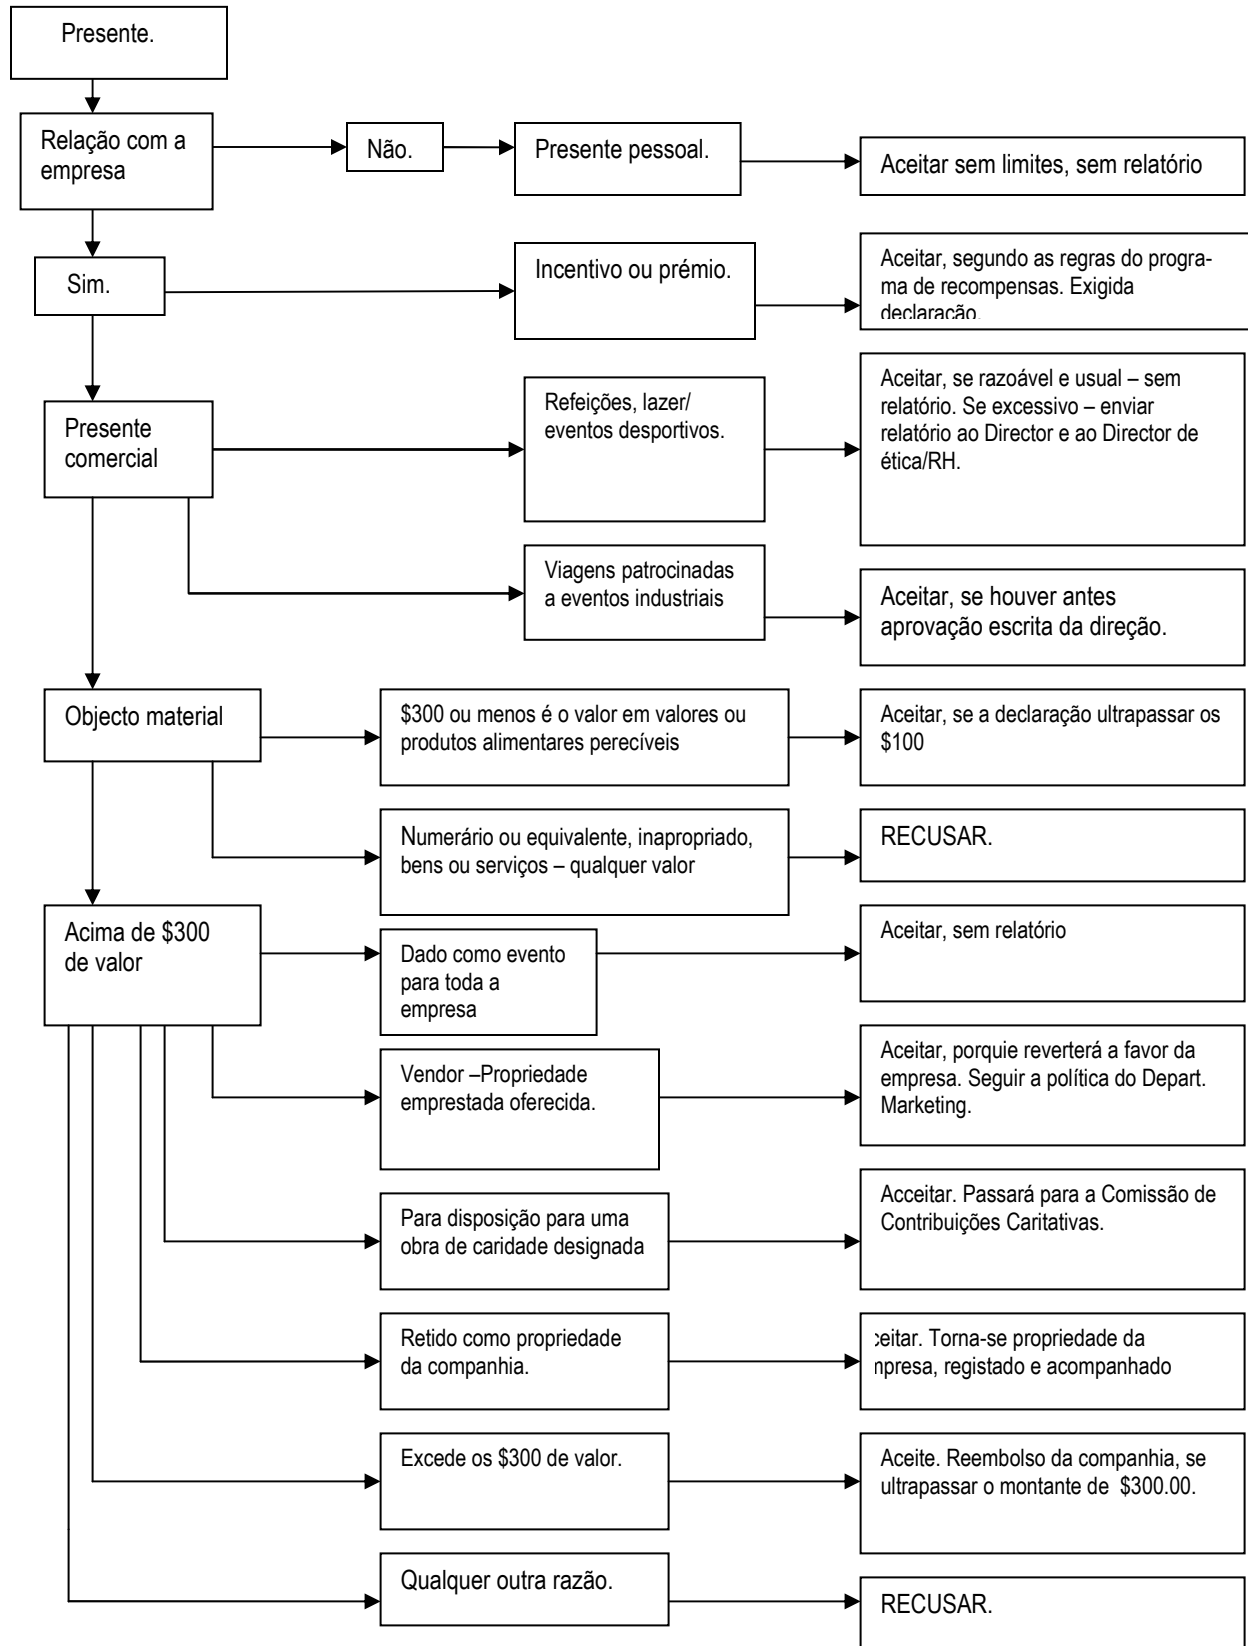 Presente.
Relação com a
empresa
Não.
Presente pessoal.
Aceitar sem limites, sem relatório
Sim.
Incentivo ou prémio.
Aceitar, segundo as regras do progra-
ma de recompensas. Exigida
declaração.
Presente
comercial
Refeições, lazer/
eventos desportivos.
Aceitar, se razoável e usual – sem
relatório. Se excessivo – enviar
relatório ao Director e ao Director de
ética/RH.
Viagens patrocinadas
a eventos industriais
Aceitar, se houver antes
aprovação escrita da direção.
Objecto material
$300 ou menos é o valor em valores ou
produtos alimentares perecíveis
Aceitar, se a declaração ultrapassar os
$100
Numerário ou equivalente, inapropriado,
bens ou serviços – qualquer valor
RECUSAR.
Acima de $300
de valor
Dado como evento
para toda a
empresa
Aceitar, sem relatório
Vendor –Propriedade
emprestada oferecida.
Aceitar, porquie reverterá a favor da
empresa. Seguir a política do Depart.
Marketing.
Para disposição para uma
obra de caridade designada
Acceitar. Passará para a Comissão de
Contribuições Caritativas.
Retido como propriedade
da companhia.
ceitar. Torna-se propriedade da
mpresa, registado e acompanhado
Excede os $300 de valor.
Aceite. Reembolso da companhia, se
ultrapassar o montante de $300.00.
Qualquer outra razão.
RECUSAR.